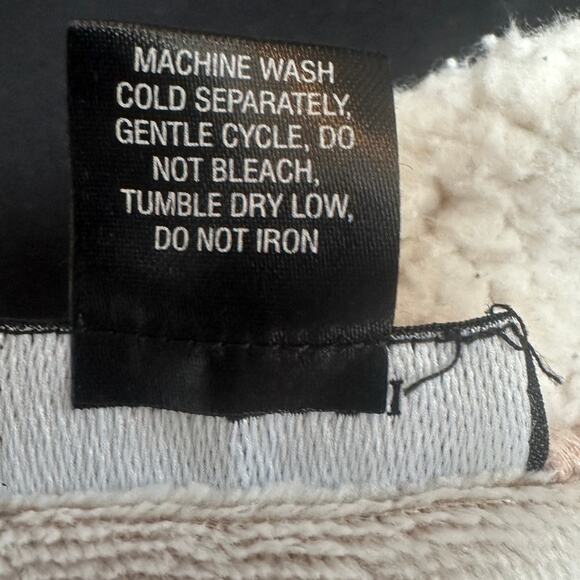 MACHINE WASH
COLD SEPARATELY,
GENTLE CYCLE, DO
NOT BLEACH,
TUMBLE DRY LOW,
DO NOT IRON